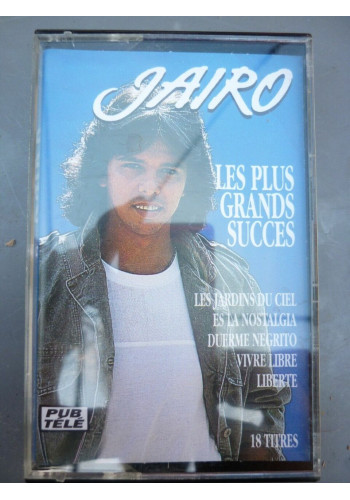 JAIRO
LES PLUS
GRANDS
SUCCES
LES JARDINS DU CIEL
ES LA NOSTALGIA
DUERME NEGRITO
VIVRE LIBRE
LIBERTE
PUB
TÉLÉ
18 TITRES